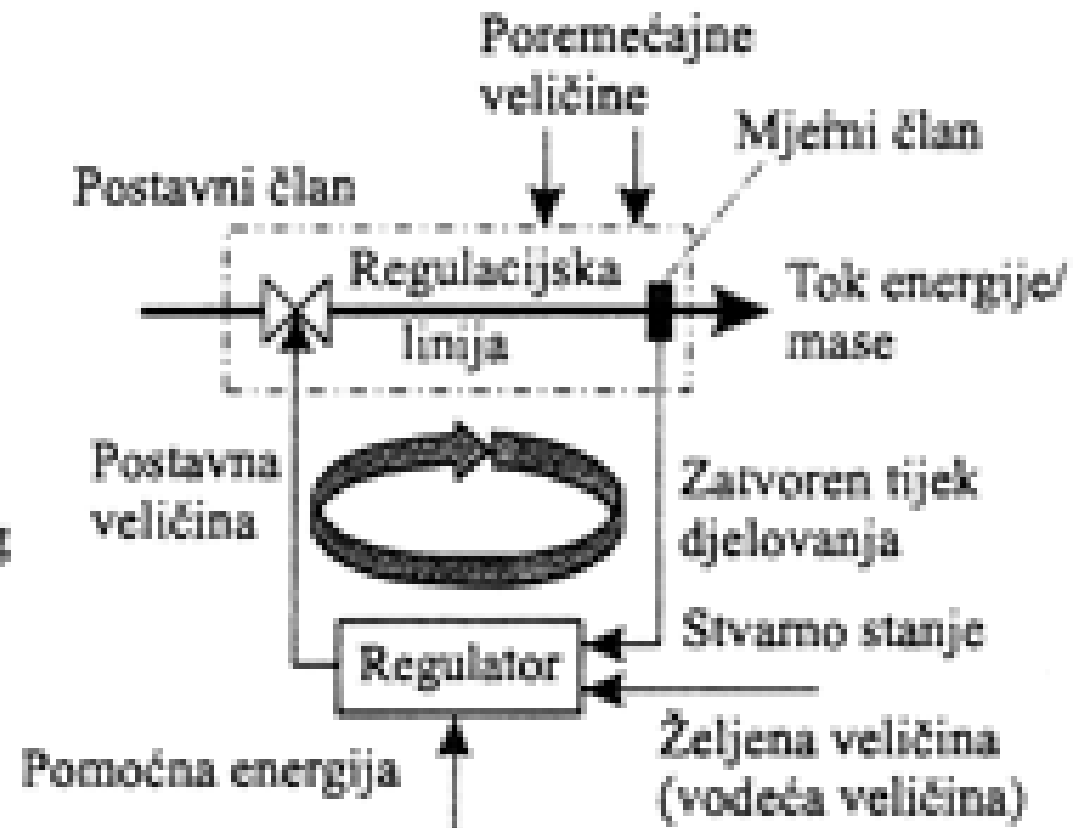 Poremećajne
veličine
Mjerni član
Postavni član
Regulacijska
linija
Tok energije/
mase
Postavna
veličina
Zatvoren tijek
djelovanja
Stvarno stanje
Regulator
Željena veličina
(vodeća veličina)
Pomoćna energija